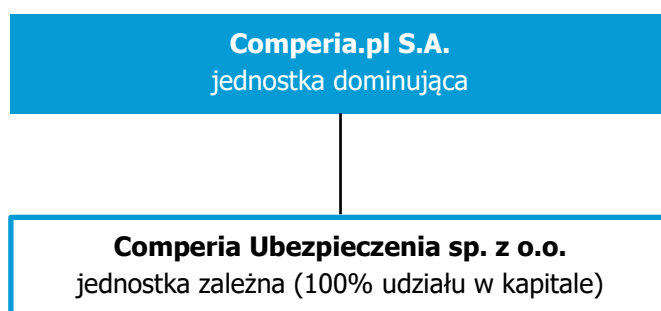 Comperia.pl S.A.
jednostka dominująca
Comperia Ubezpieczenia sp. z o.o.
jednostka zależna (100% udziału w kapitale)